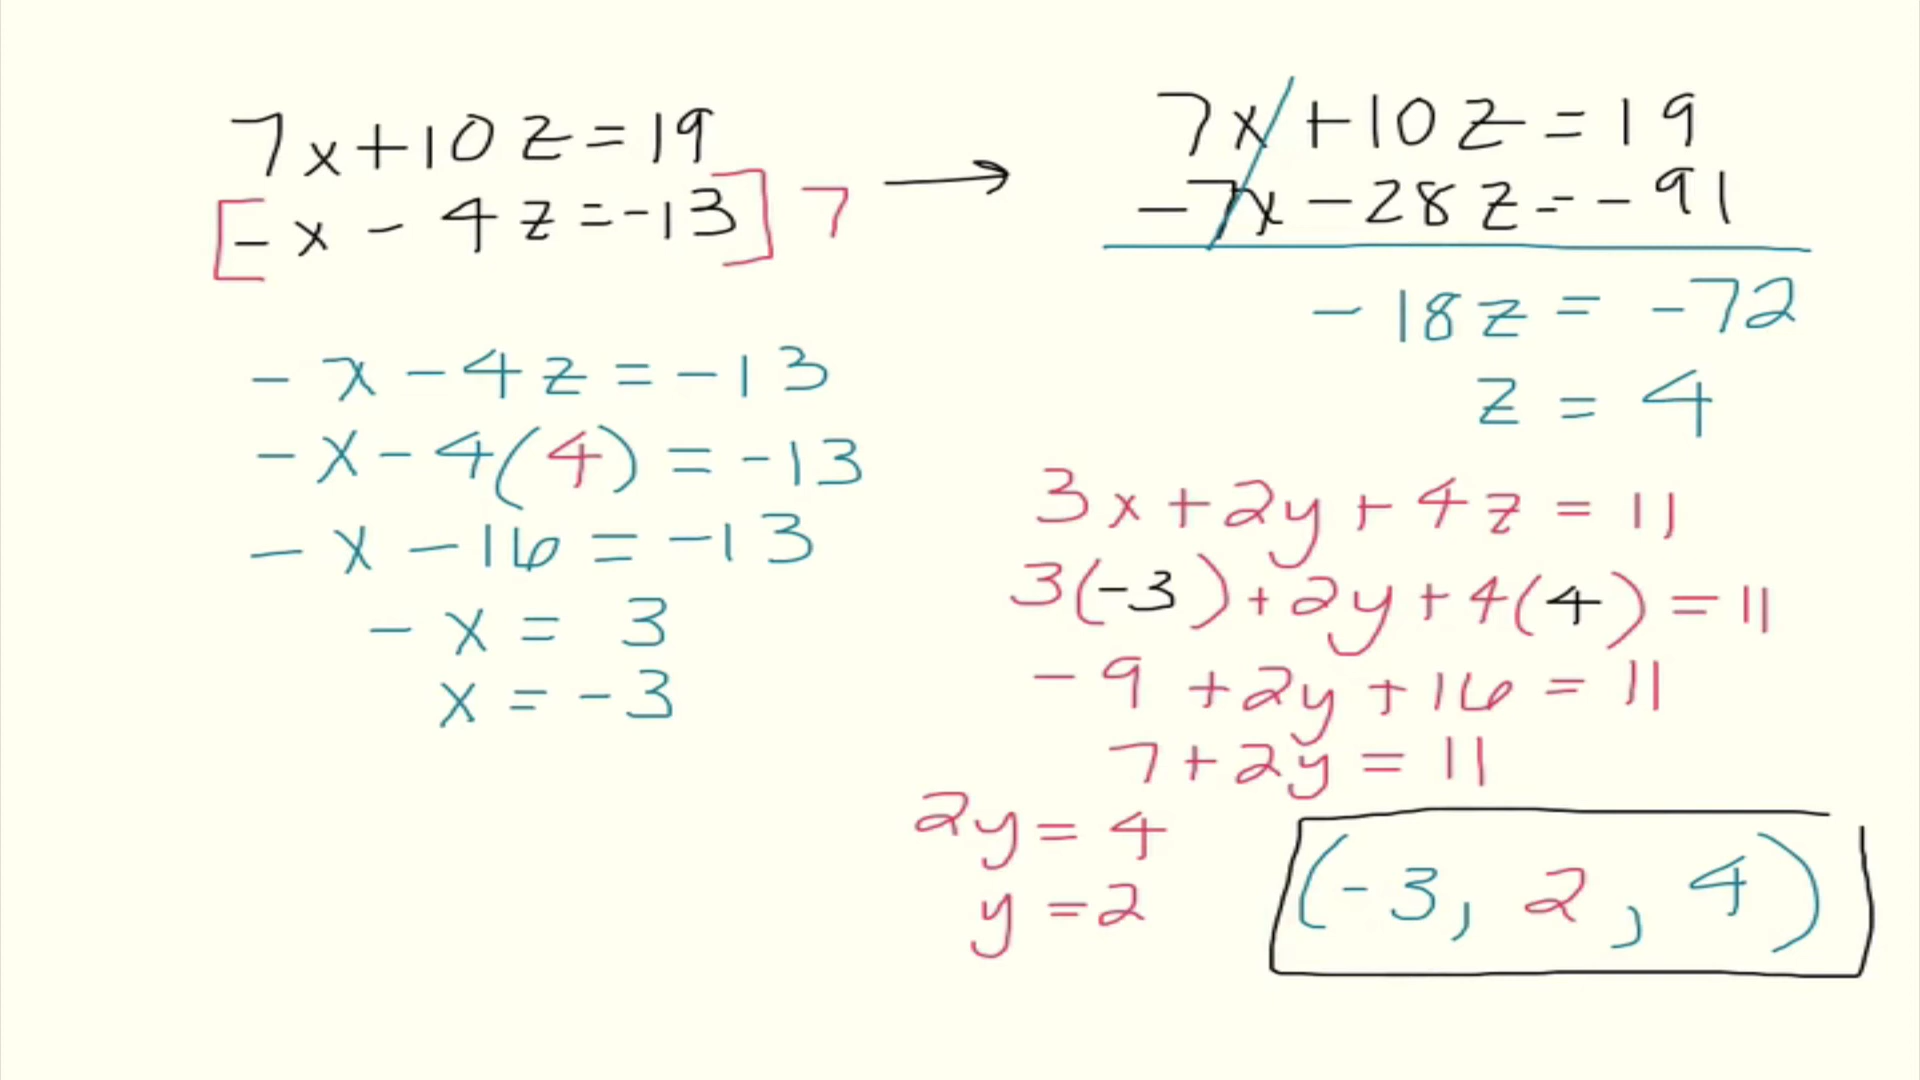 7x+10z=19
[-x-4z=-13]7
7x+10z=19
-7x-28z=-91
-18z=-72
z=4
-x-4z=-13
-x-4(4)=-13
-x-16=-13
-x=3
x=-3
3x+2y+4z=11
3(-3)+2y+4(4)=11
-9+2y+16=11
7+2y=11
2y=4
y=2
(-3,2,4)